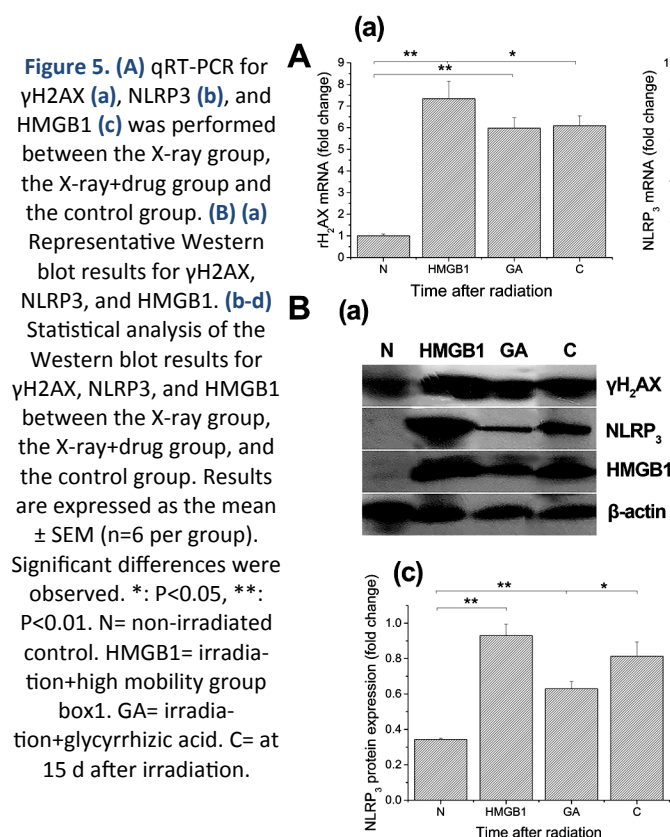 Figure 5. (A) qRT-PCR for
γH2AX (a), NLRP3 (b), and
HMGB1 (c) was performed
between the X-ray group,
the X-ray+drug group and
the control group. (B) (a)
Representative Western
blot results for γH2AX,
NLRP3, and HMGB1. (b-d)
Statistical analysis of the
Western blot results for
γH2AX, NLRP3, and HMGB1
between the X-ray group,
the X-ray+drug group, and
the control group. Results
are expressed as the mean
± SEM (n=6 per group).
Significant differences were
observed. *: P<0.05, **:
P<0.01. N= non-irradiated
control. HMGB1= irradia-
tion+high mobility group
box1. GA= irradia-
tion+glycyrrhizic acid. C= at
15 d after irradiation.
(a)
A
** *
**
9
8
7
6
5
4
3
2
1
0
rH₂AX mRNA (fold change)
N HMGB1 GA C
Time after radiation
1
NLRP₃ mRNA (fold change)
B (a)
N HMGB1 GA C
γH₂AX
NLRP₃
HMGB1
β-actin
(c)
** *
**
1.0
0.8
0.6
0.4
0.2
0.0
NLRP₃ protein expression (fold change)
N HMGB1 GA C
Time after radiation